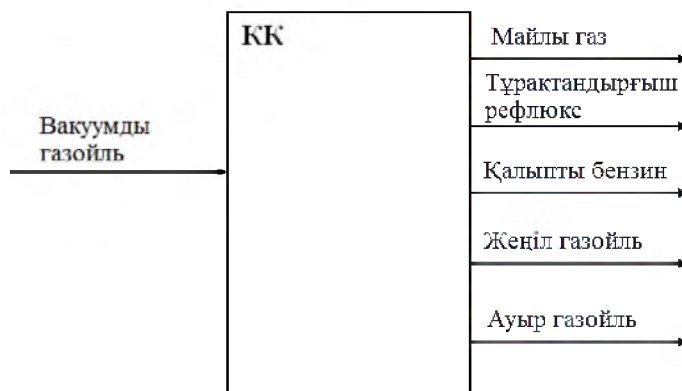 КК
Вакуумды
газойль
Майлы газ
Тұрақтандырғыш
рефлюкс
Қалыпты бензин
Жеңіл газойль
Ауыр газойль